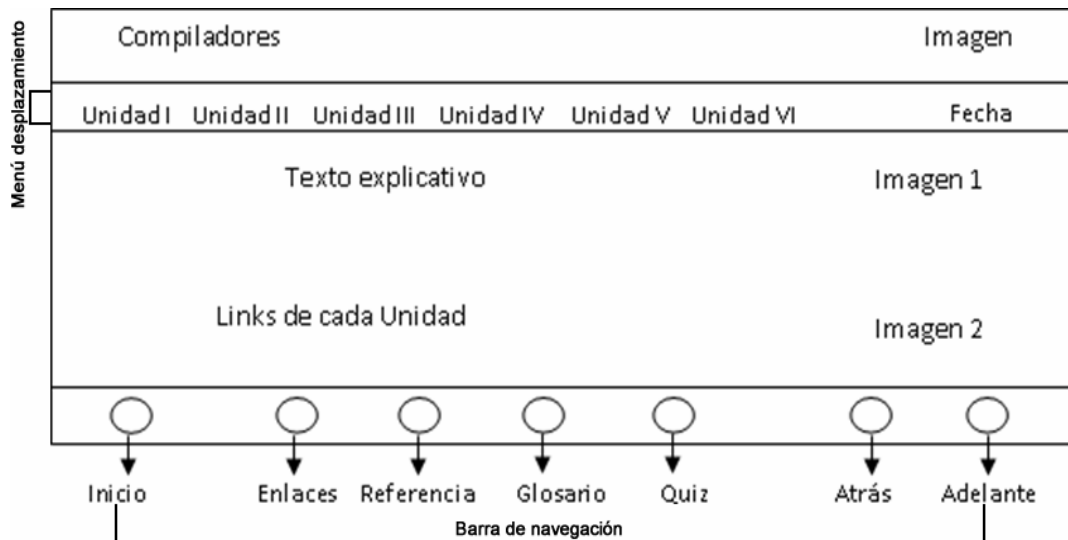 Compiladores Imagen
Menú desplazamiento
Unidad I Unidad II Unidad III Unidad IV Unidad V Unidad VI Fecha
Texto explicativo Imagen 1
Links de cada Unidad Imagen 2
Inicio Enlaces Referencia Glosario Quiz Atrás Adelante
Barra de navegación